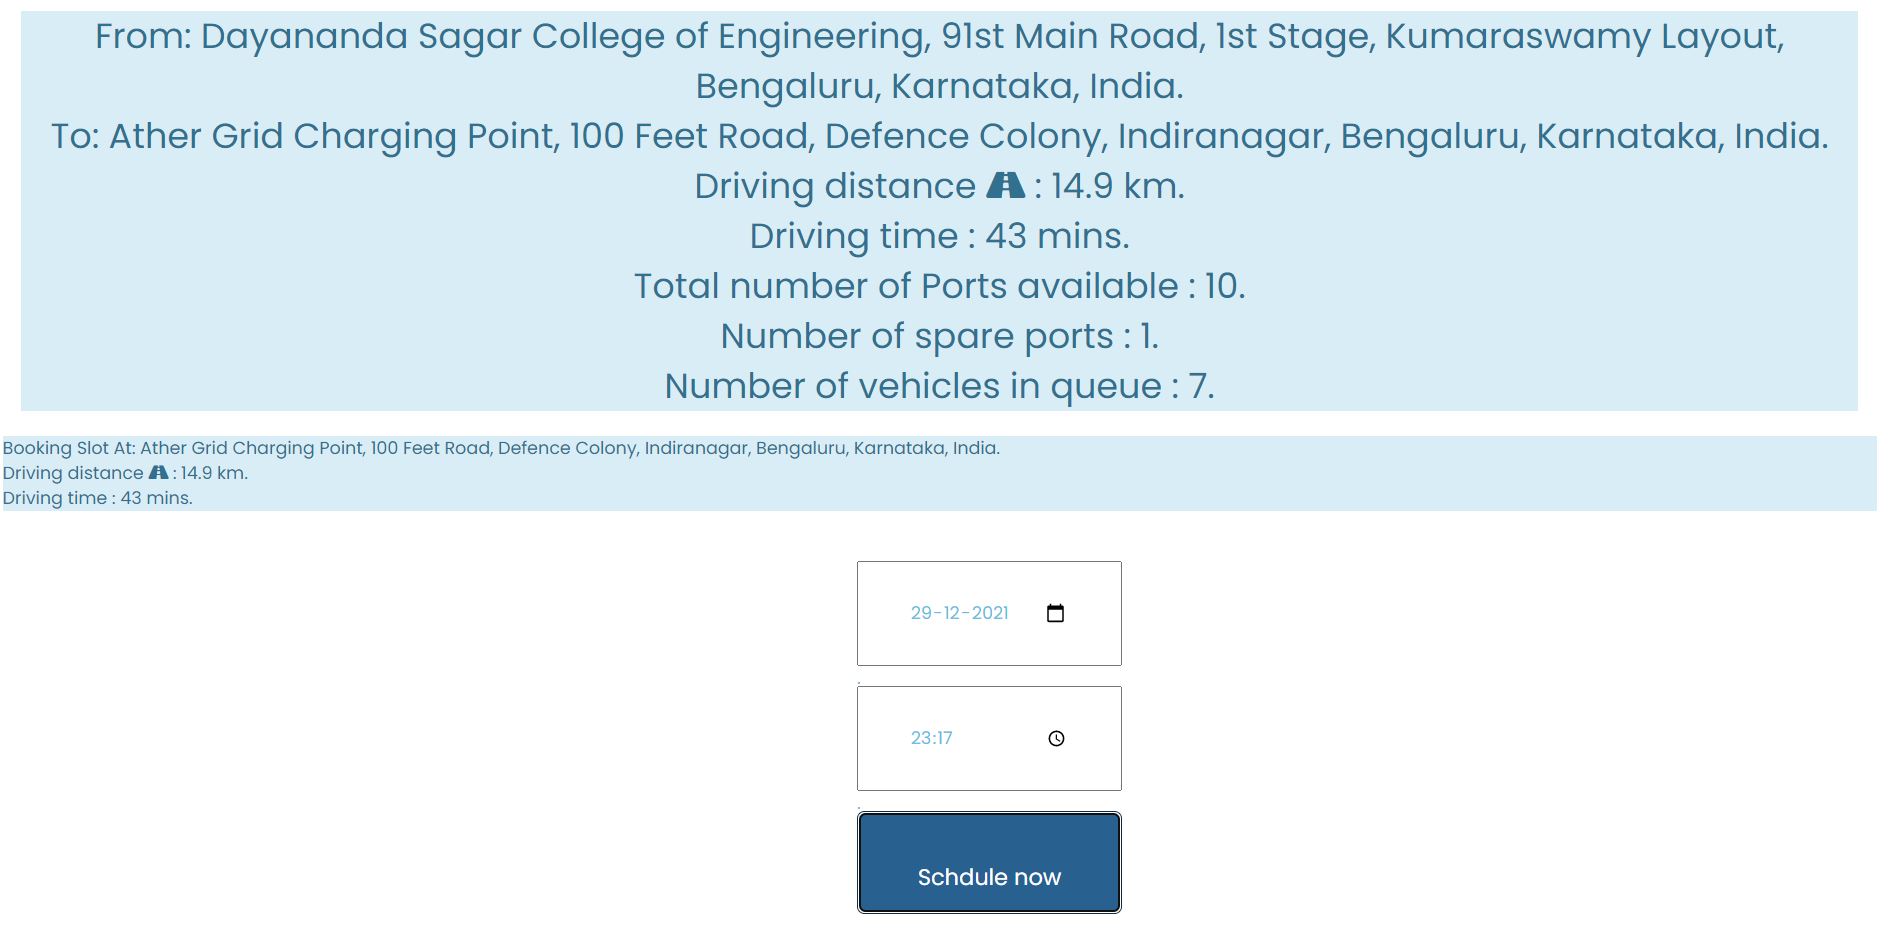 From: Dayananda Sagar College of Engineering, 91st Main Road, 1st Stage, Kumaraswamy Layout,
Bengaluru, Karnataka, India.
To: Ather Grid Charging Point, 100 Feet Road, Defence Colony, Indiranagar, Bengaluru, Karnataka, India.
Driving distance : 14.9 km.
Driving time : 43 mins.
Total number of Ports available : 10.
Number of spare ports : 1.
Number of vehicles in queue : 7.
Booking Slot At: Ather Grid Charging Point, 100 Feet Road, Defence Colony, Indiranagar, Bengaluru, Karnataka, India.
Driving distance : 14.9 km.
Driving time : 43 mins.
29-12-2021
.
23:17
.
Schdule now